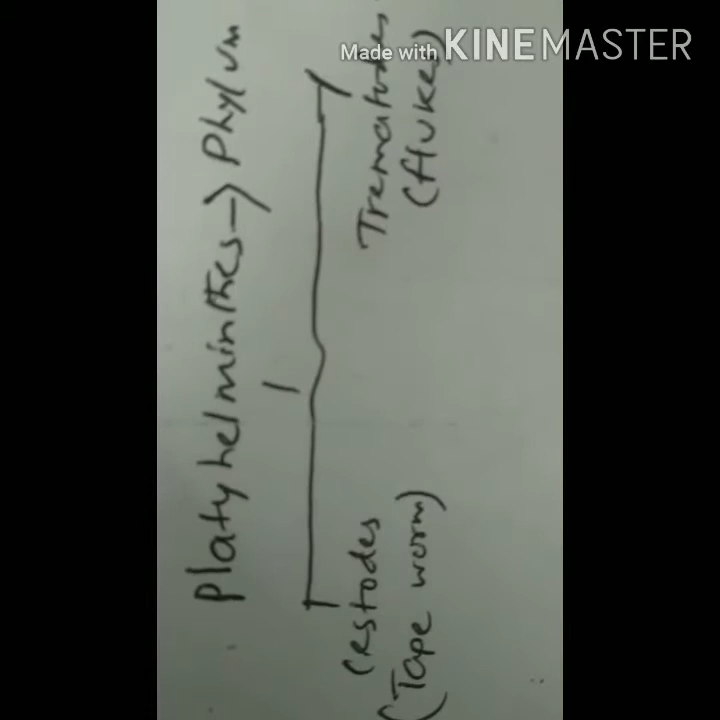 Made with KINEMASTER
Platyhelminthes → Phylum
Cestodes
(Tape worm)
Trematodes
(flukes)